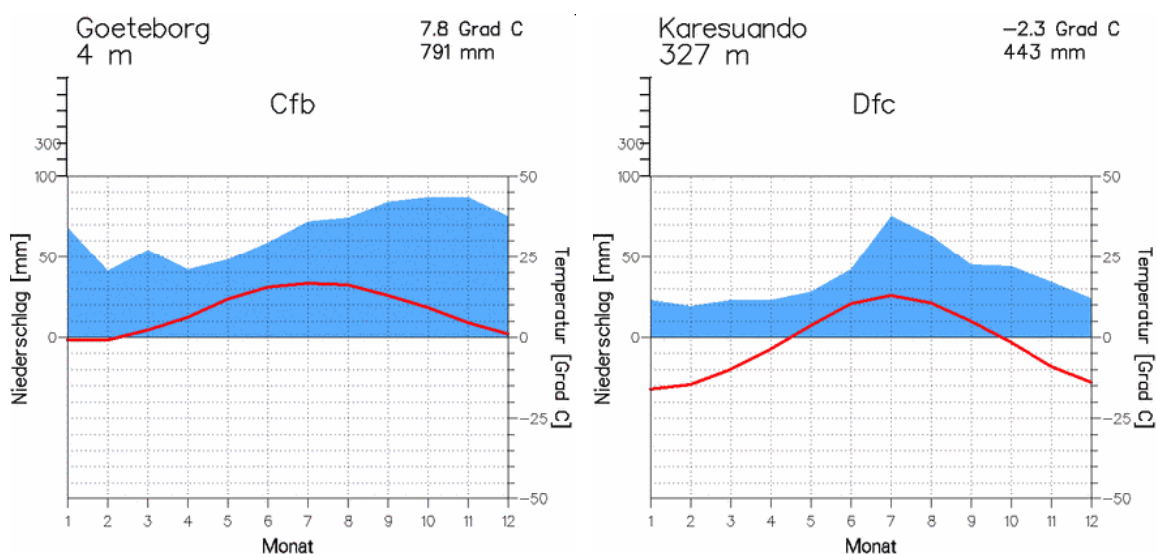 Goeteborg
7.8 Grad C
4 m
791 mm
Cfb
300
100
50
0
Niederschlag [mm]
50
25
0
−25
−50
Temperatur [Grad C]
1 2 3 4 5 6 7 8 9 10 11 12
Monat
Karesuando
−2.3 Grad C
327 m
443 mm
Dfc
300
100
50
0
Niederschlag [mm]
50
25
0
−25
−50
Temperatur [Grad C]
1 2 3 4 5 6 7 8 9 10 11 12
Monat